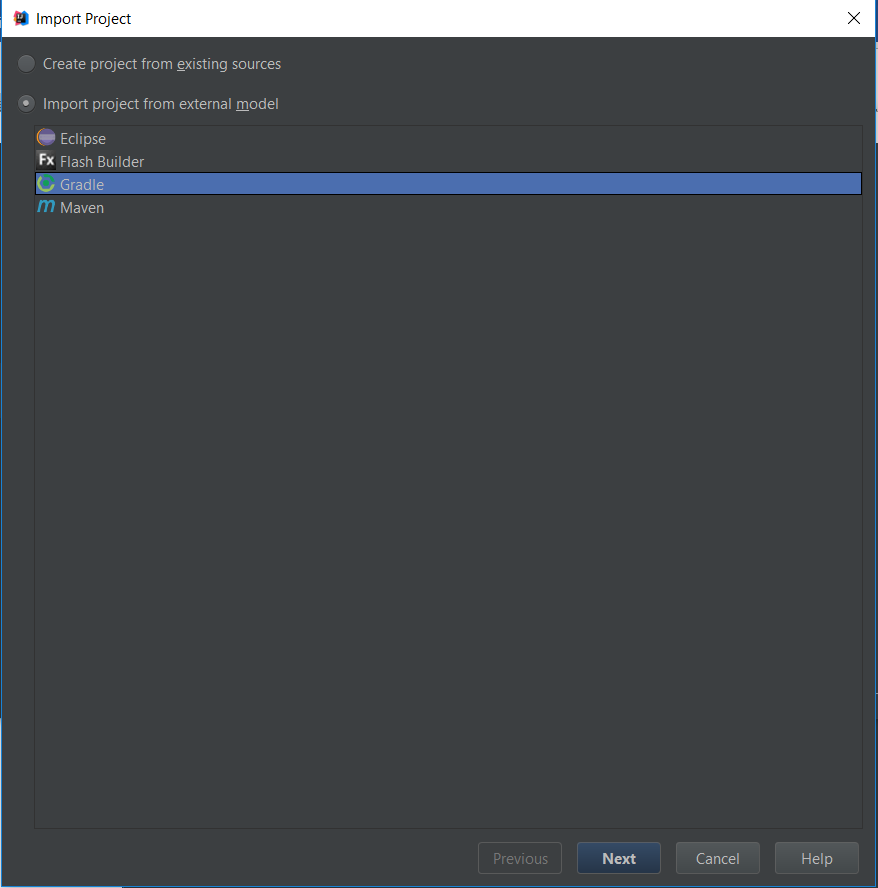 Import Project
Create project from existing sources
Import project from external model
Eclipse
Fx Flash Builder
Gradle
m Maven
Previous Next Cancel Help